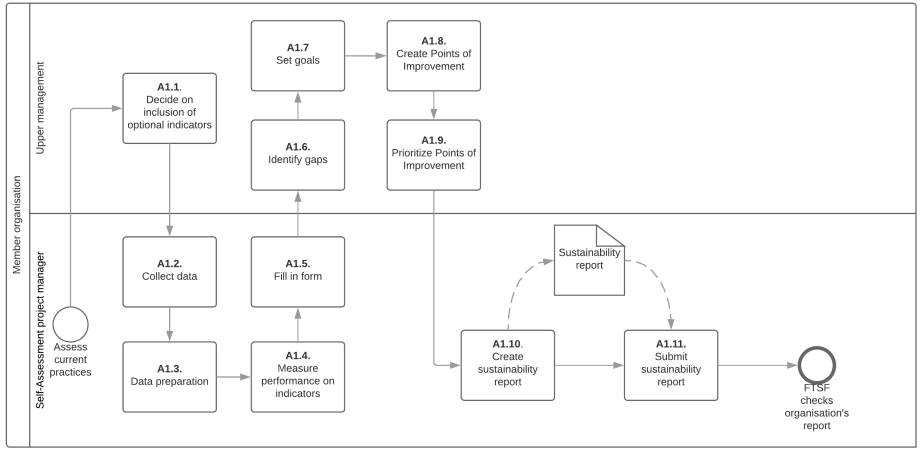 Member organisation
Upper management
A1.1.
Decide on
inclusion of
optional indicators
A1.7
Set goals
A1.8.
Create Points of
Improvement
A1.6.
Identify gaps
A1.9.
Prioritize Points of
Improvement
Self-Assessment project manager
Assess
current
practices
A1.2.
Collect data
A1.3.
Data preparation
A1.4.
Measure
performance on
indicators
A1.5.
Fill in form
Sustainability
report
A1.10.
Create
sustainability
report
A1.11.
Submit
sustainability
report
FTSF
checks
organisation's
report